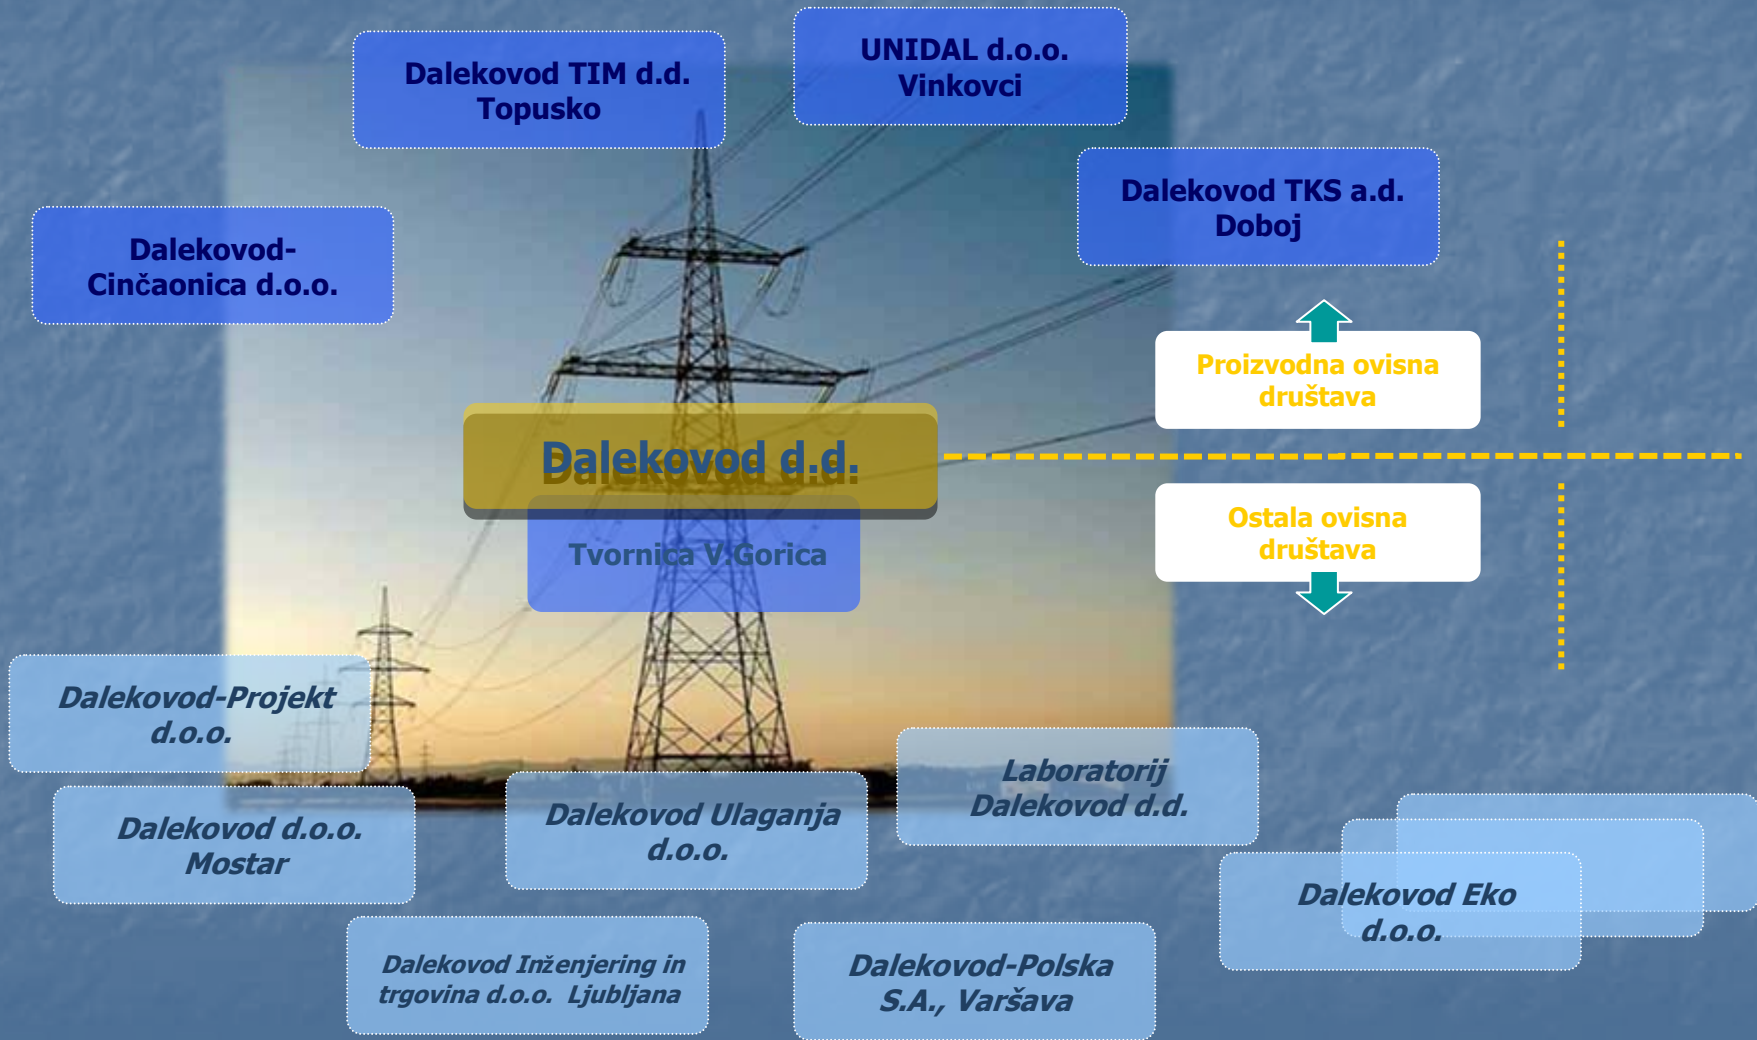 UNIDAL d.o.o.
Vinkovci
Dalekovod TIM d.d.
Topusko
Dalekovod TKS a.d.
Doboj
Dalekovod-
Cinčaonica d.o.o.
Proizvodna ovisna
društava
Dalekovod d.d.
Tvornica V.Gorica
Ostala ovisna
društava
Dalekovod-Projekt
d.o.o.
Laboratorij
Dalekovod d.d.
Dalekovod d.o.o.
Mostar
Dalekovod Ulaganja
d.o.o.
Dalekovod Eko
d.o.o.
Dalekovod Inženjering in
trgovina d.o.o. Ljubljana
Dalekovod-Polska
S.A., Varšava